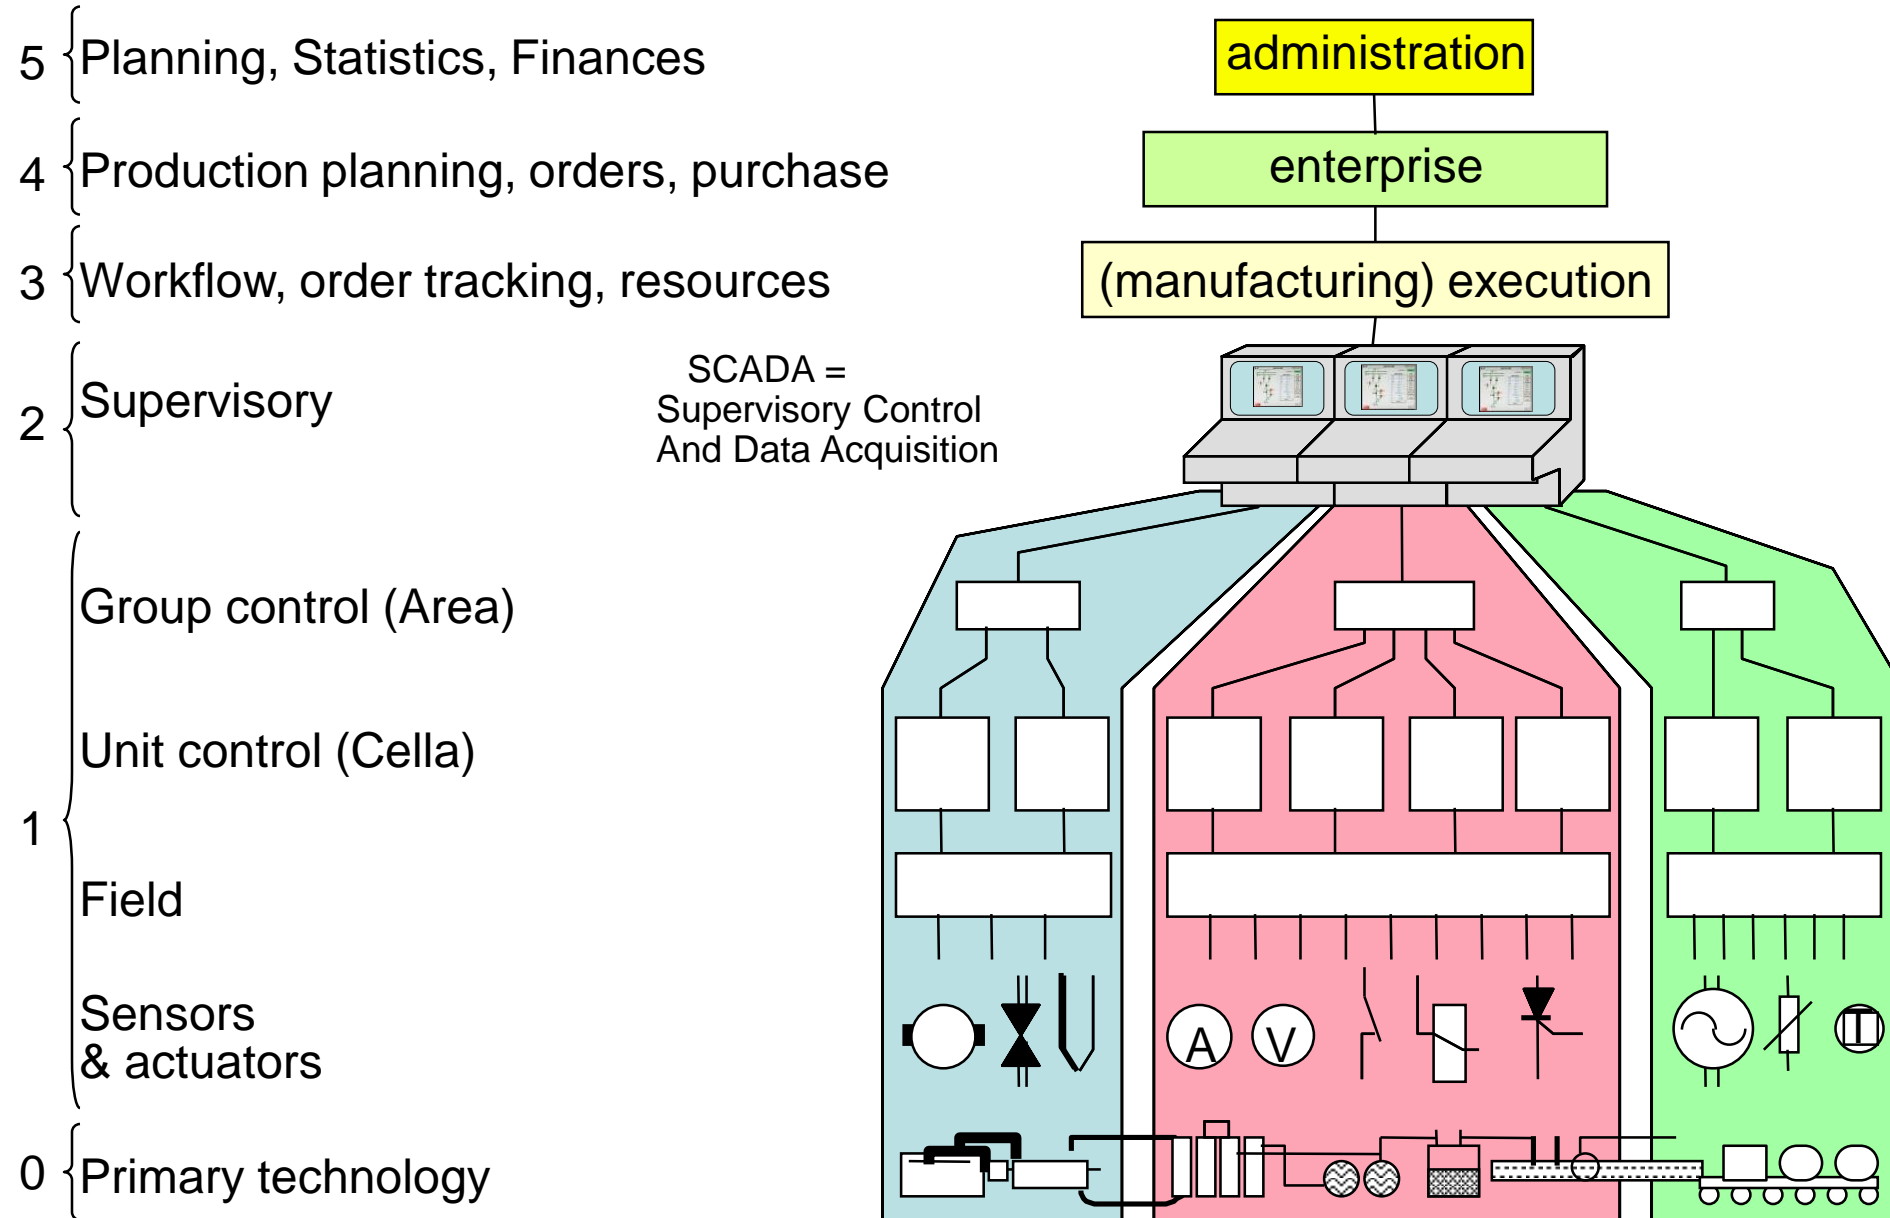 5
Planning, Statistics, Finances
administration
4
Production planning, orders, purchase
enterprise
3
Workflow, order tracking, resources
(manufacturing) execution
2
Supervisory
SCADA =
Supervisory Control
And Data Acquisition
Group control (Area)
Unit control (Cella)
1
Field
Sensors
& actuators
A
V
T
0
Primary technology